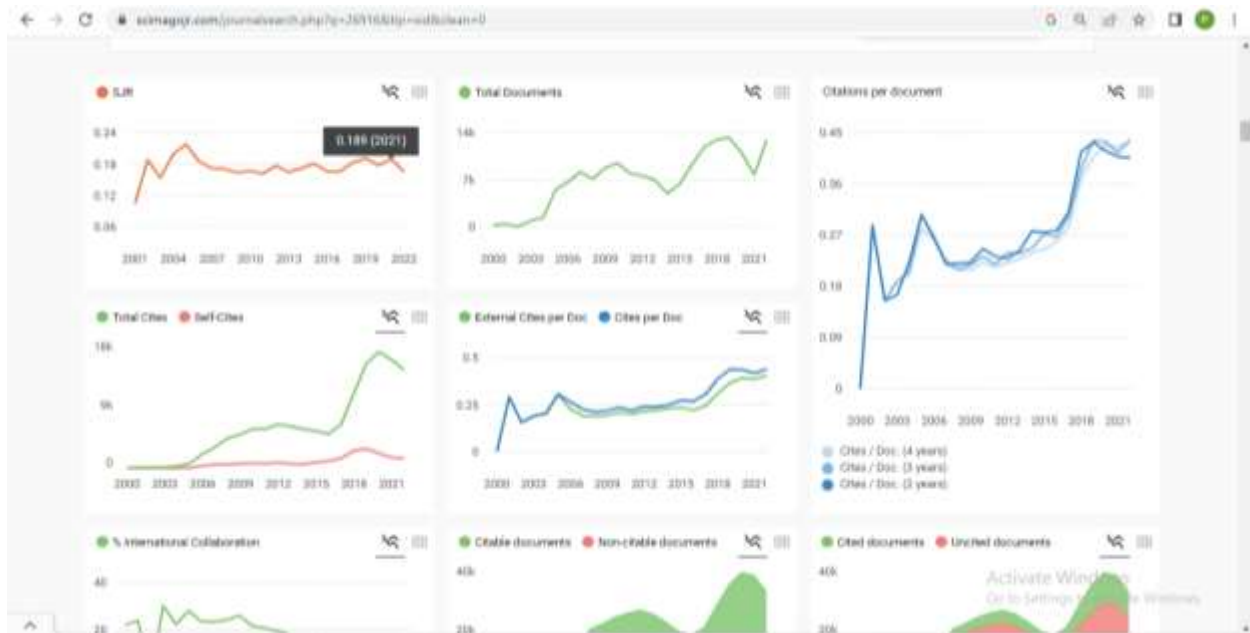 SJR
0.24
0.18
0.12
0.06
0.189 (2021)
2001 2004 2007 2010 2013 2016 2019 2022
Total Documents
14k
7k
0
2000 2003 2006 2009 2012 2015 2018 2021
Citations per document
0.45
0.36
0.27
0.18
0.09
0
2000 2003 2006 2009 2012 2015 2018 2021
Cites / Doc. (4 years)
Cites / Doc. (3 years)
Cites / Doc. (2 years)
Total Cites Self-Cites
18k
9k
0
2000 2003 2006 2009 2012 2015 2018 2021
External Cites per Doc Cites per Doc
0.5
0.25
0
2000 2003 2006 2009 2012 2015 2018 2021
% International Collaboration
40
20
Citable documents Non-citable documents
40k
20k
Cited documents Uncited documents
40k
20k
Activate
Go to Settings Windows.